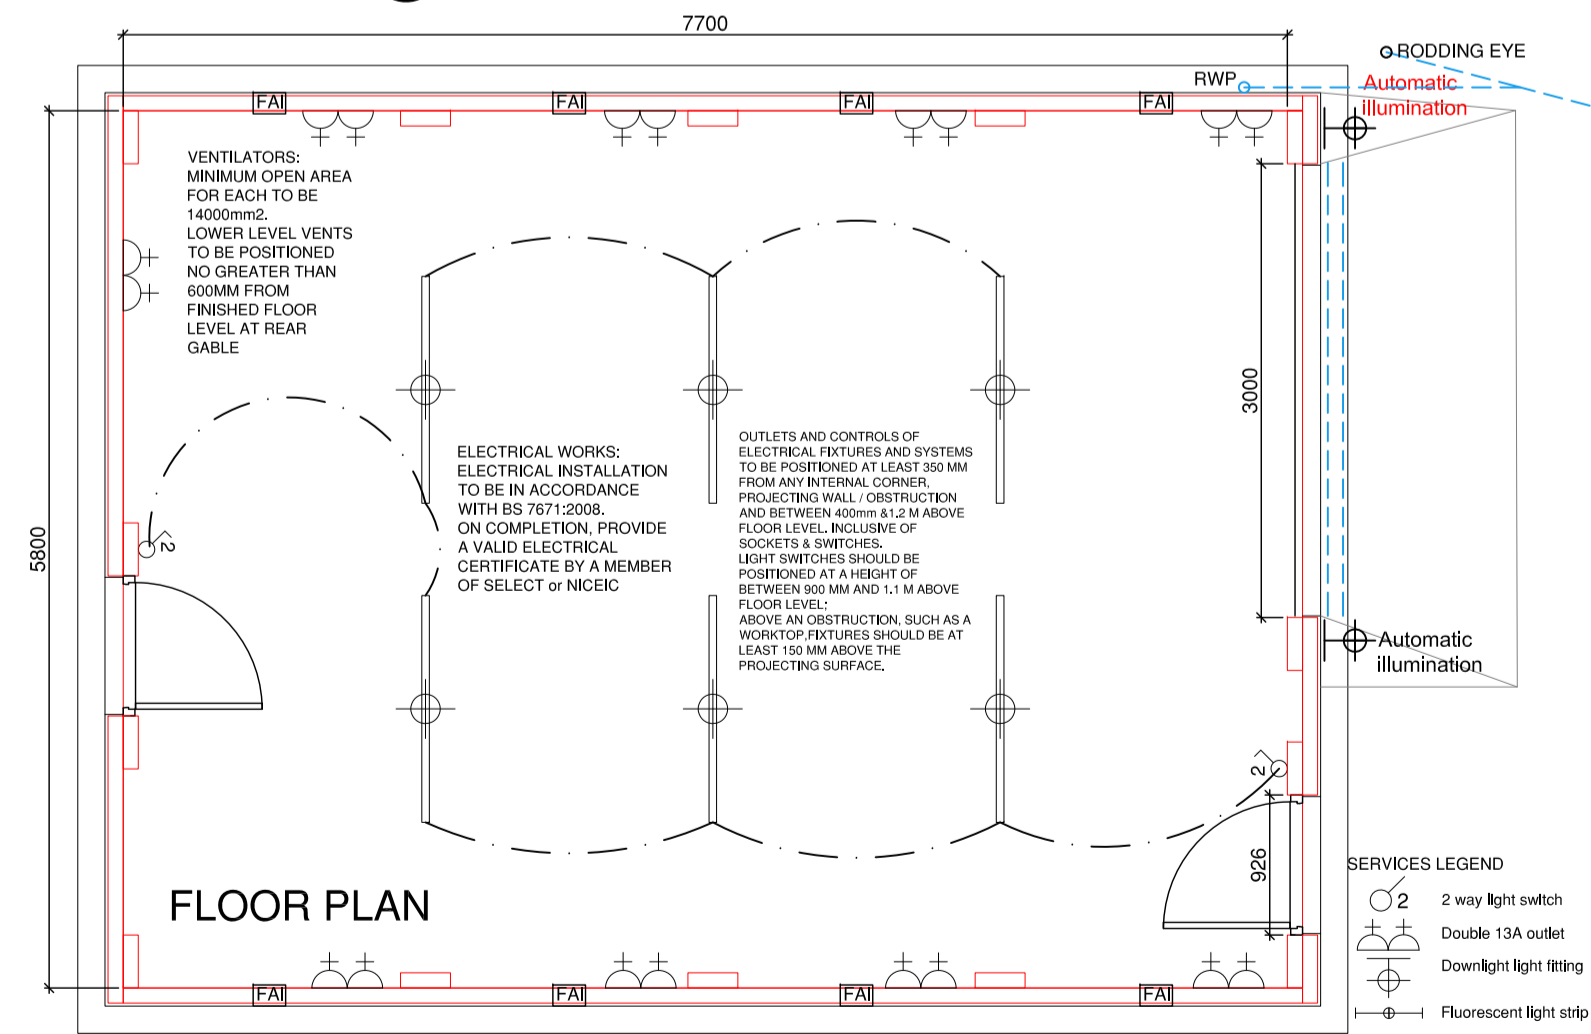 7700
RODDING EYE
RWP
Automatic
illumination
FAI
FAI
FAI
FAI
VENTILATORS:
MINIMUM OPEN AREA
FOR EACH TO BE
14000mm2.
LOWER LEVEL VENTS
TO BE POSITIONED
NO GREATER THAN
600MM FROM
FINISHED FLOOR
LEVEL AT REAR
GABLE
3000
ELECTRICAL WORKS:
ELECTRICAL INSTALLATION
TO BE IN ACCORDANCE
WITH BS 7671:2008.
ON COMPLETION, PROVIDE
A VALID ELECTRICAL
CERTIFICATE BY A MEMBER
OF SELECT or NICEIC
OUTLETS AND CONTROLS OF
ELECTRICAL FIXTURES AND SYSTEMS
TO BE POSITIONED AT LEAST 350 MM
FROM ANY INTERNAL CORNER,
PROJECTING WALL / OBSTRUCTION
AND BETWEEN 400mm &1.2 M ABOVE
FLOOR LEVEL. INCLUSIVE OF
SOCKETS & SWITCHES.
LIGHT SWITCHES SHOULD BE
POSITIONED AT A HEIGHT OF
BETWEEN 900 MM AND 1.1 M ABOVE
FLOOR LEVEL;
ABOVE AN OBSTRUCTION, SUCH AS A
WORKTOP,FIXTURES SHOULD BE AT
LEAST 150 MM ABOVE THE
PROJECTING SURFACE.
5800
2
Automatic
illumination
2
926
FLOOR PLAN
SERVICES LEGEND
2 2 way light switch
Double 13A outlet
Downlight light fitting
Fluorescent light strip
FAI
FAI
FAI
FAI